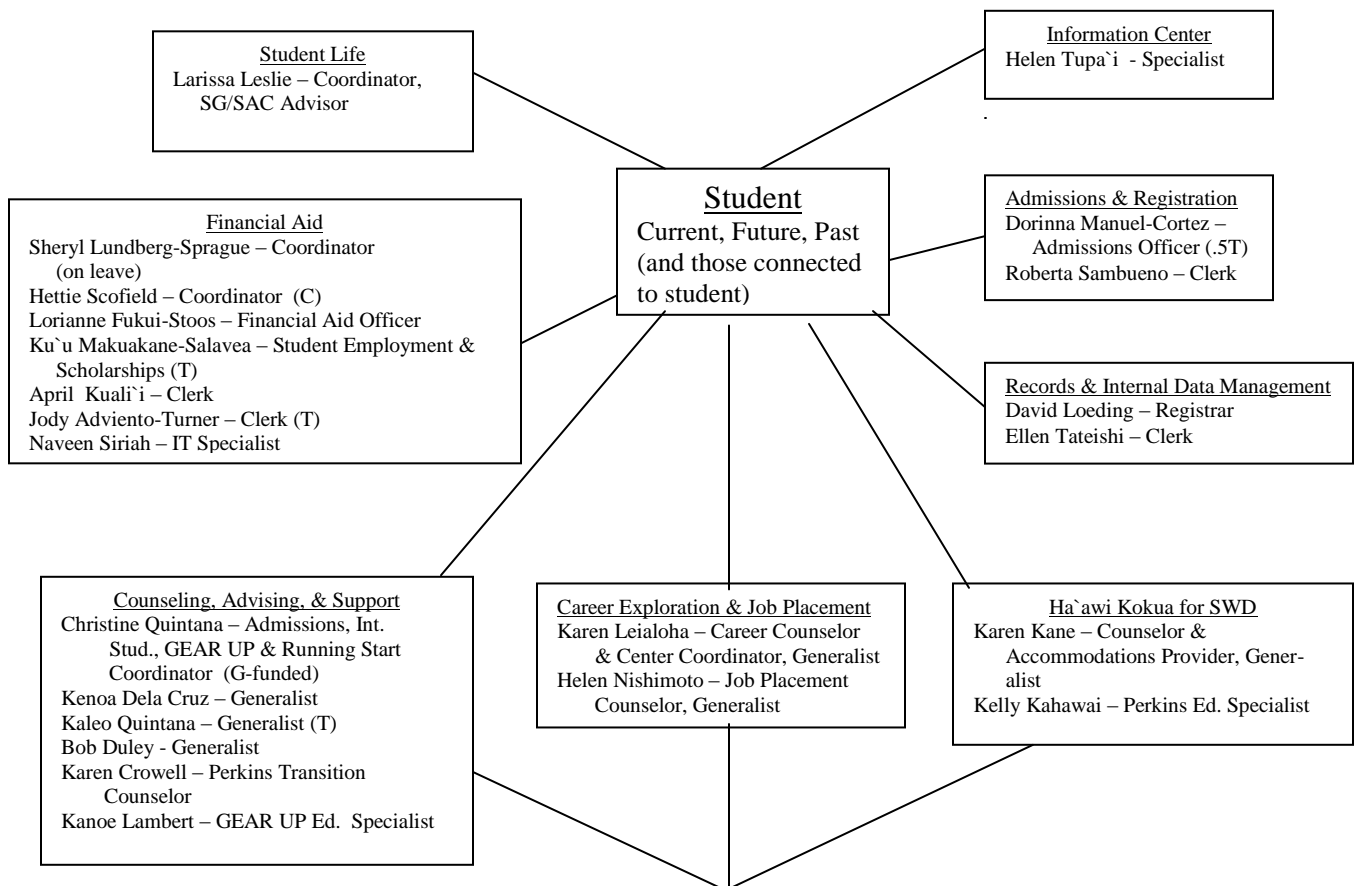 Student Life
Larissa Leslie – Coordinator,
SG/SAC Advisor
Information Center
Helen Tupa`i - Specialist
.
Student
Current, Future, Past
(and those connected
to student)
Financial Aid
Sheryl Lundberg-Sprague – Coordinator
(on leave)
Hettie Scofield – Coordinator (C)
Lorianne Fukui-Stoos – Financial Aid Officer
Ku`u Makuakane-Salavea – Student Employment &
Scholarships (T)
April Kuali`i – Clerk
Jody Adviento-Turner – Clerk (T)
Naveen Siriah – IT Specialist
Admissions & Registration
Dorinna Manuel-Cortez –
Admissions Officer (.5T)
Roberta Sambueno – Clerk
Records & Internal Data Management
David Loeding – Registrar
Ellen Tateishi – Clerk
Counseling, Advising, & Support
Christine Quintana – Admissions, Int.
Stud., GEAR UP & Running Start
Coordinator (G-funded)
Kenoa Dela Cruz – Generalist
Kaleo Quintana – Generalist (T)
Bob Duley - Generalist
Karen Crowell – Perkins Transition
Counselor
Kanoe Lambert – GEAR UP Ed. Specialist
Career Exploration & Job Placement
Karen Leialoha – Career Counselor
& Center Coordinator, Generalist
Helen Nishimoto – Job Placement
Counselor, Generalist
Ha`awi Kokua for SWD
Karen Kane – Counselor &
Accommodations Provider, Gener-
alist
Kelly Kahawai – Perkins Ed. Specialist